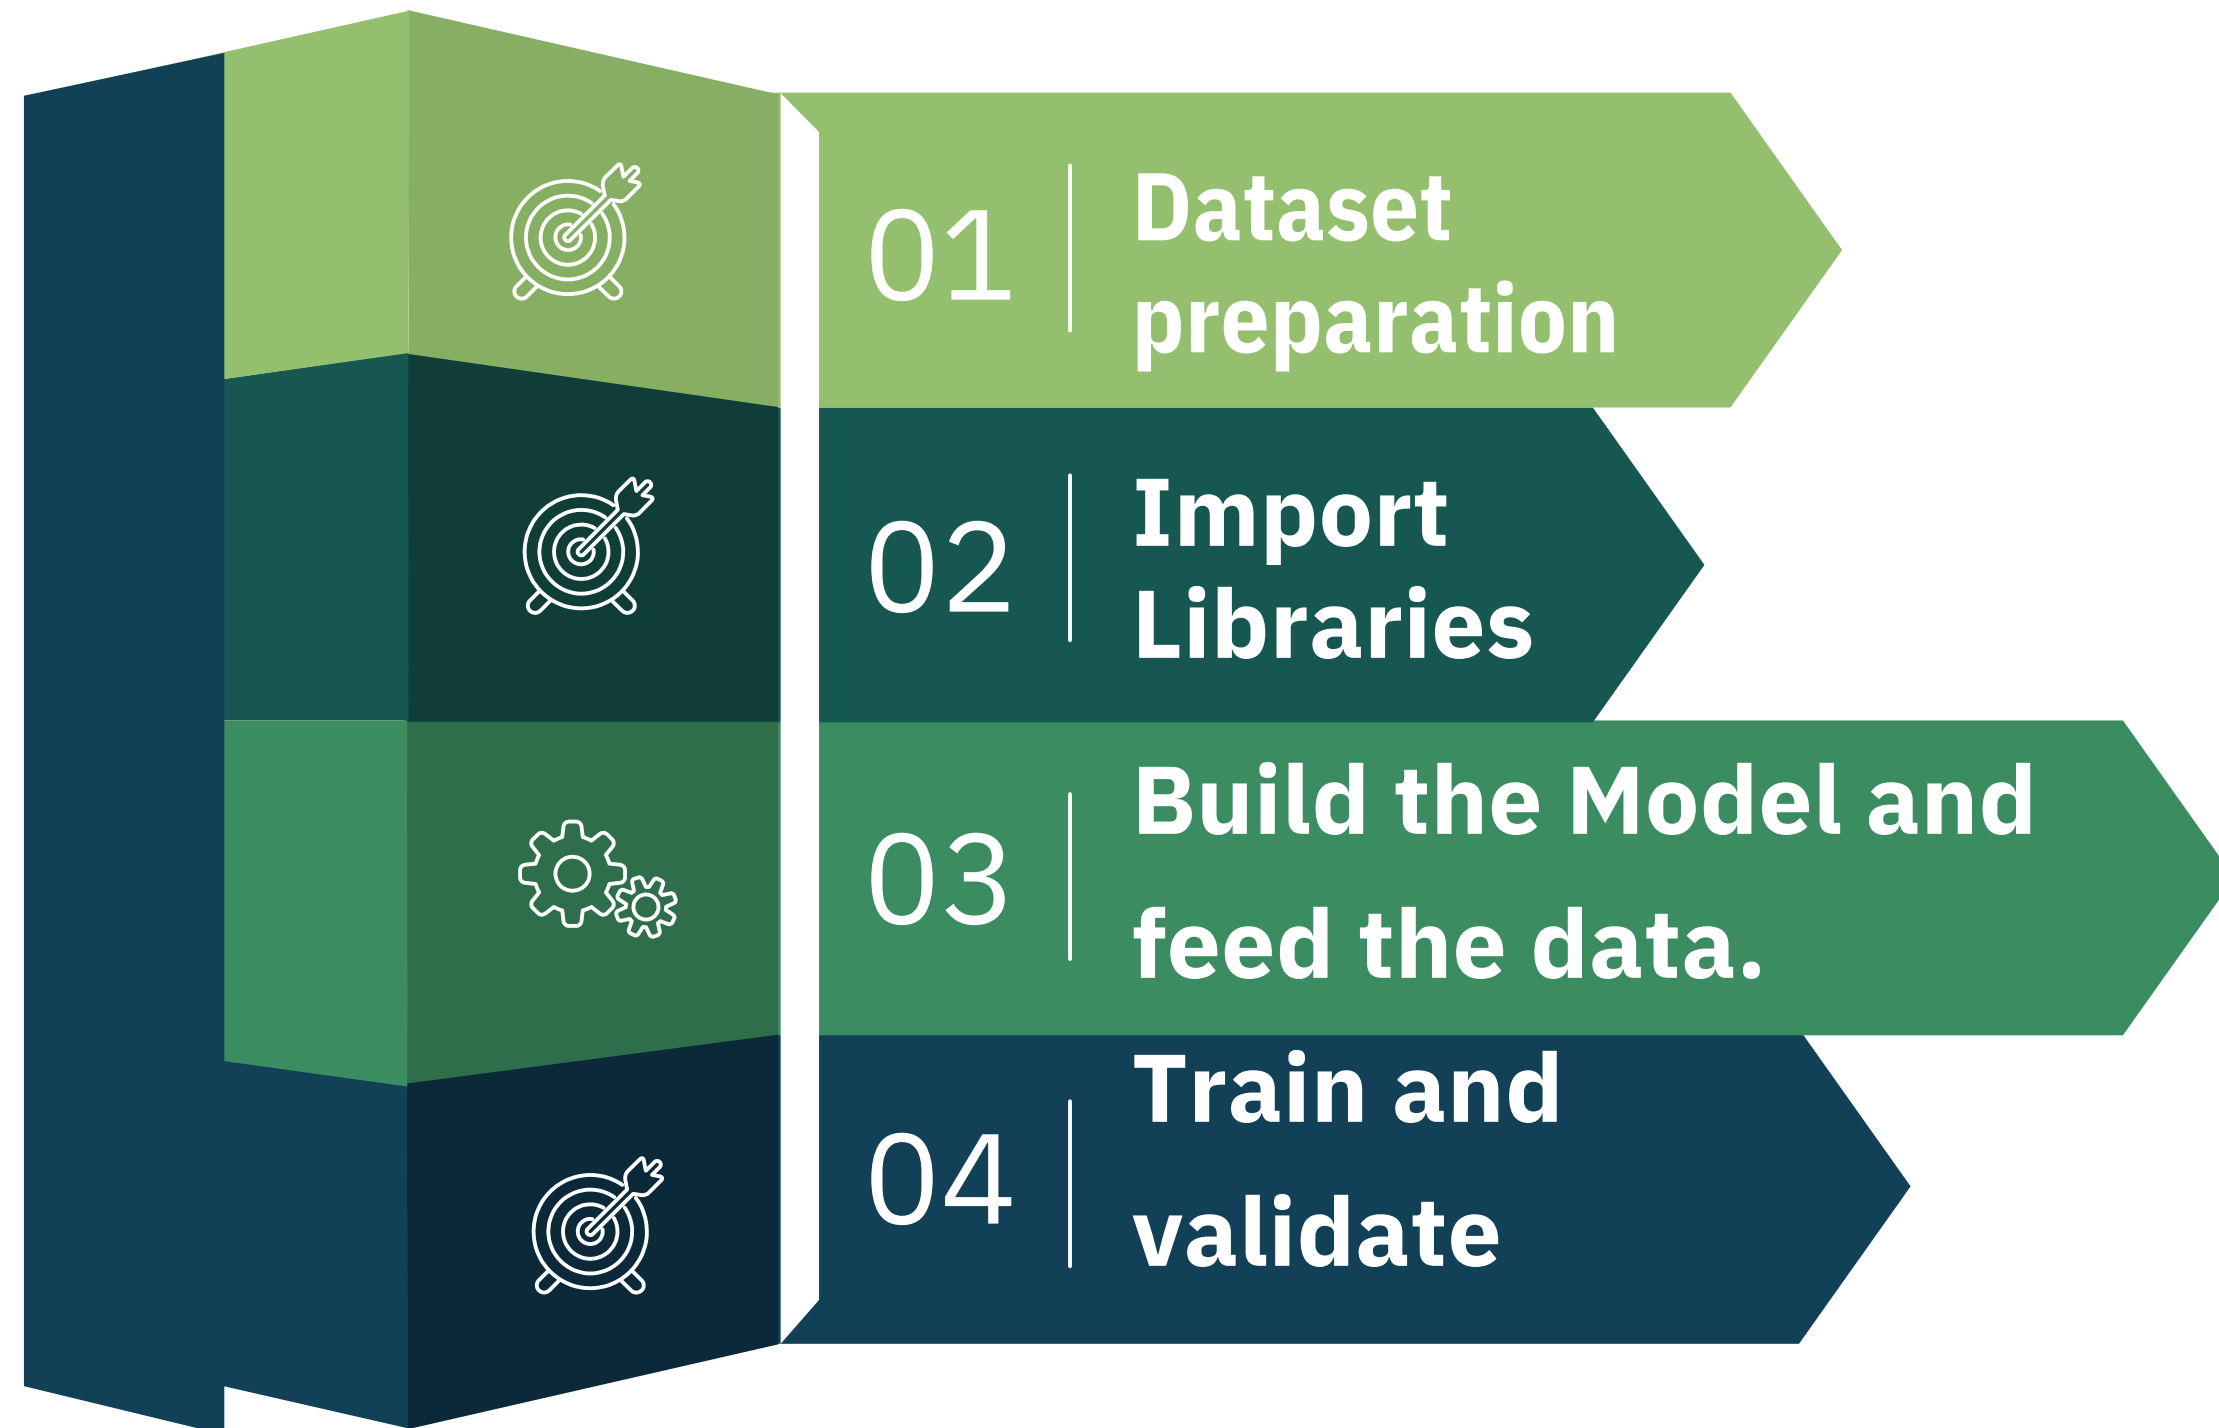 01
Dataset
preparation
02
Import
Libraries
03
Build the Model and
feed the data.
04
Train and
validate